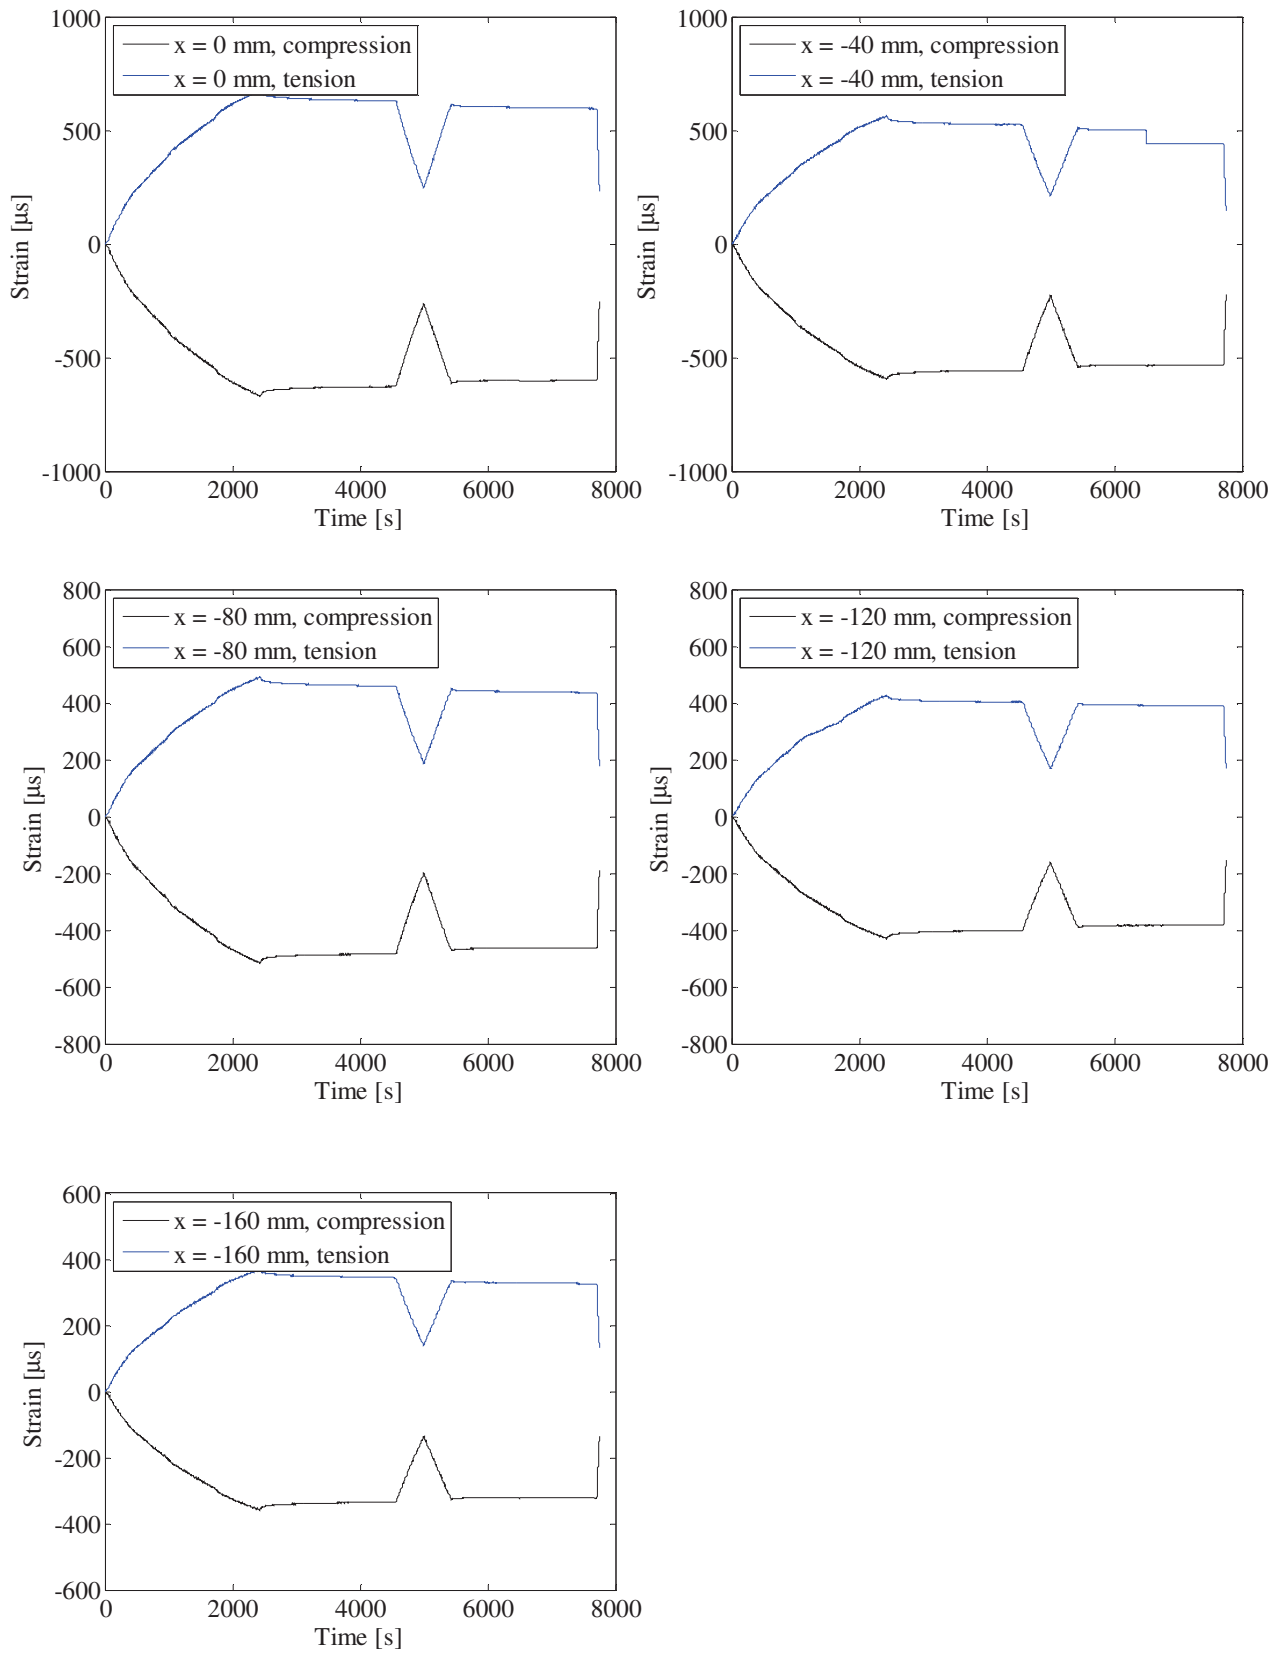 x = 0 mm, compression
x = 0 mm, tension
1000
500
0
-500
-1000
Strain [μs]
0 2000 4000 6000 8000
Time [s]
x = -40 mm, compression
x = -40 mm, tension
1000
500
0
-500
-1000
Strain [μs]
0 2000 4000 6000 8000
Time [s]
x = -80 mm, compression
x = -80 mm, tension
800
600
400
200
0
-200
-400
-600
-800
Strain [μs]
0 2000 4000 6000 8000
Time [s]
x = -120 mm, compression
x = -120 mm, tension
800
600
400
200
0
-200
-400
-600
-800
Strain [μs]
0 2000 4000 6000 8000
Time [s]
x = -160 mm, compression
x = -160 mm, tension
600
400
200
0
-200
-400
-600
Strain [μs]
0 2000 4000 6000 8000
Time [s]